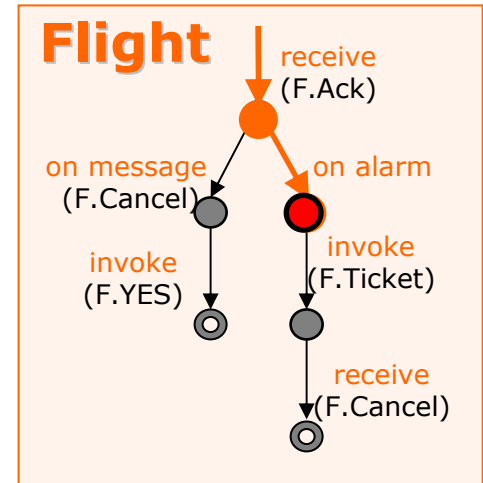 Flight
receive
(F.Ack)
on message
(F.Cancel)
on alarm
invoke
(F.YES)
invoke
(F.Ticket)
receive
(F.Cancel)